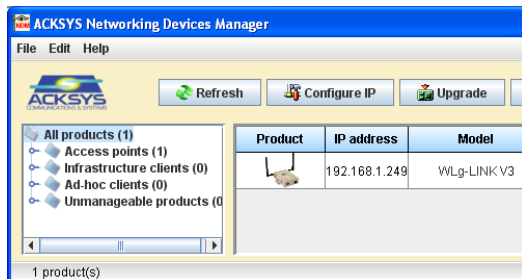 NDM ACKSYS Networking Devices Manager
File Edit Help
ACKSYS
COMMUNICATIONS & SYSTEMS
Refresh Configure IP Upgrade
All products (1)
Access points (1)
Infrastructure clients (0)
Ad-hoc clients (0)
Unmanageable products (0
Product IP address Model
192.168.1.249 WLg-LINK V3
1 product(s)